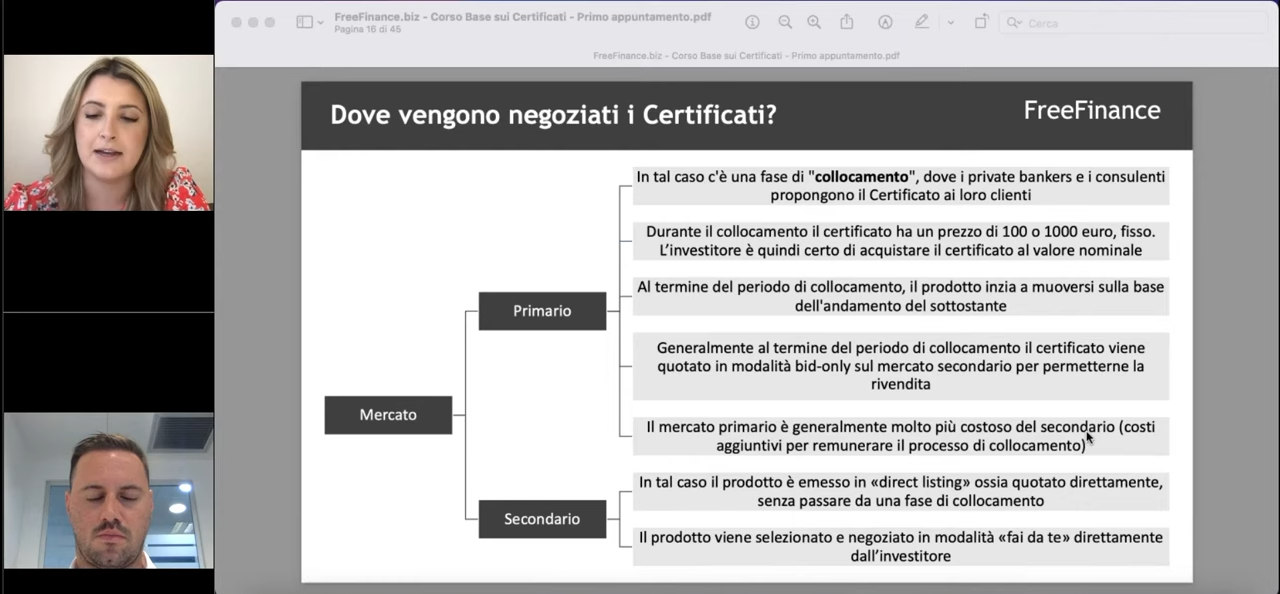 FreeFinance.biz - Corso Base sui Certificati - Primo appuntamento.pdf
Pagina 16 di 45
Cerca
FreeFinance.biz - Corso Base sui Certificati - Primo appuntamento.pdf
Dove vengono negoziati i Certificati?
FreeFinance
In tal caso c'è una fase di "collocamento", dove i private bankers e i consulenti
propongono il Certificato ai loro clienti
Durante il collocamento il certificato ha un prezzo di 100 o 1000 euro, fisso.
L'investitore è quindi certo di acquistare il certificato al valore nominale
Al termine del periodo di collocamento, il prodotto inzia a muoversi sulla base
dell'andamento del sottostante
Primario
Generalmente al termine del periodo di collocamento il certificato viene
quotato in modalità bid-only sul mercato secondario per permetterne la
rivendita
Mercato
Il mercato primario è generalmente molto più costoso del secondario (costi
aggiuntivi per remunerare il processo di collocamento)
In tal caso il prodotto è emesso in «direct listing» ossia quotato direttamente,
senza passare da una fase di collocamento
Secondario
Il prodotto viene selezionato e negoziato in modalità «fai da te» direttamente
dall'investitore